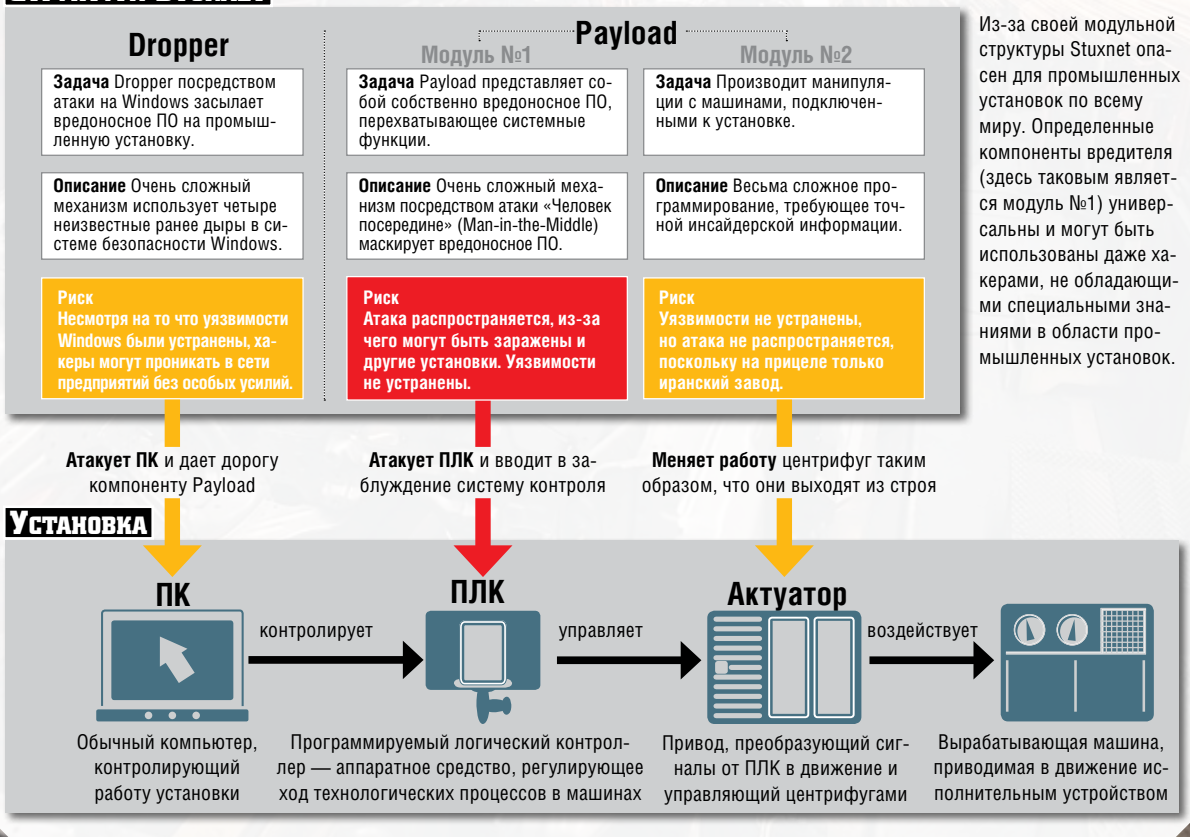 Dropper
Задача Dropper посредством
атаки на Windows засылает
вредоносное ПО на промыш-
ленную установку.
Описание Очень сложный
механизм использует четыре
неизвестные ранее дыры в си-
стеме безопасности Windows.
Риск
Несмотря на то что уязвимости
Windows были устранены, ха-
керы могут проникать в сети
предприятий без особых усилий.
Payload
Модуль №1
Задача Payload представляет со-
бой собственно вредоносное ПО,
перехватывающее системные
функции.
Описание Очень сложный меха-
низм посредством атаки «Человек
посередине» (Man-in-the-Middle)
маскирует вредоносное ПО.
Риск
Атака распространяется, из-за
чего могут быть заражены и
другие установки. Уязвимости
не устранены.
Модуль №2
Задача Производит манипуля-
ции с машинами, подключен-
ными к установке.
Описание Весьма сложное про-
граммирование, требующее точ-
ной инсайдерской информации.
Риск
Уязвимости не устранены,
но атака не распространяется,
поскольку на прицеле только
иранский завод.
Из-за своей модульной
структуры Stuxnet опа-
сен для промышленных
установок по всему
миру. Определенные
компоненты вредителя
(здесь таковым являет-
ся модуль №1) универ-
сальны и могут быть
использованы даже ха-
керами, не обладающи-
ми специальными зна-
ниями в области про-
мышленных установок.
Атакует ПК и дает дорогу
компоненту Payload
Атакует ПЛК и вводит в за-
блуждение систему контроля
Меняет работу центрифуг таким
образом, что они выходят из строя
Установка
ПК
контролирует
ПЛК
управляет
Актуатор
воздействует
Обычный компьютер,
контролирующий
работу установки
Программируемый логический контрол-
лер — аппаратное средство, регулирующее
ход технологических процессов в машинах
Привод, преобразующий сиг-
налы от ПЛК в движение и
управляющий центрифугами
Вырабатывающая машина,
приводимая в движение ис-
полнительным устройством